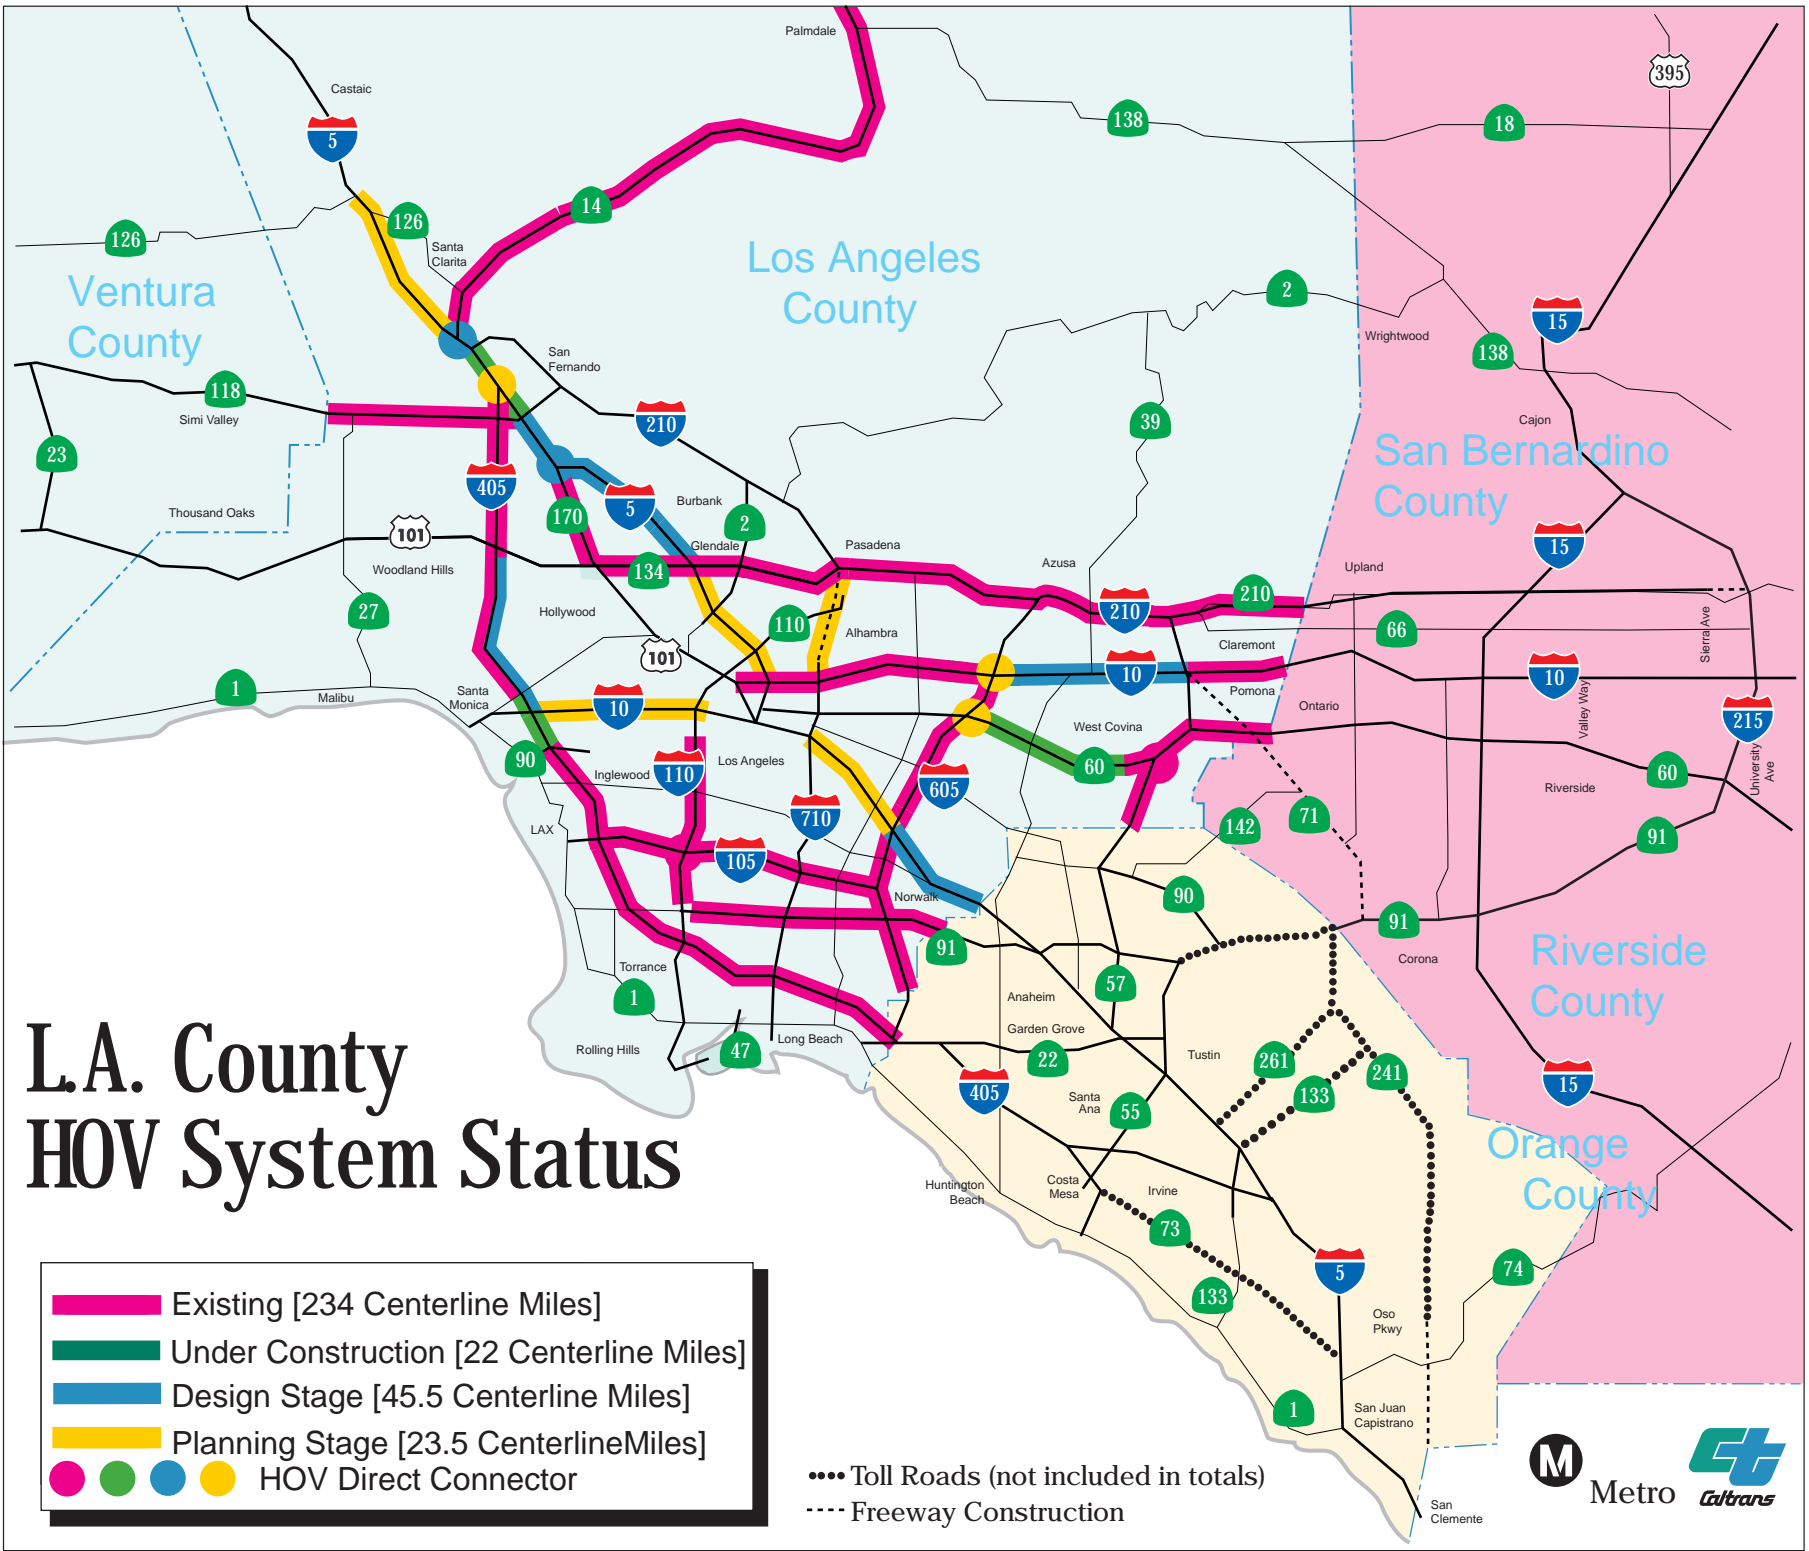 Palmdale
395
Castaic
5
138
18
14
126
126
Santa
Clarita
Los Angeles
County
Ventura
County
2
15
Wrightwood
138
San
Fernando
118
Simi Valley
210
39
Cajon
23
San Bernardino
County
405
Burbank
5
170
2
Thousand Oaks
101
Glendale
Pasadena
15
Woodland Hills
134
Azusa
Upland
210
27
Hollywood
110
210
Alhambra
66
Sierra Ave
101
Claremont
10
10
1
Malibu
Santa
Monica
10
Pomona
Ontario
Valley Way
215
West Covina
90
Inglewood
110
Los Angeles
60
60
University
Ave
605
Riverside
710
142
71
LAX
91
105
Norwalk
90
91
91
Riverside
County
Corona
Torrance
57
1
Anaheim
Garden Grove
L.A. County
Rolling Hills
47
Long Beach
22
Tustin
261
241
405
133
15
Santa
Ana
55
HOV System Status
Orange
County
Huntington
Beach
Costa
Mesa
Irvine
73
5
74
133
Oso
Pkwy
Existing [234 Centerline Miles]
Under Construction [22 Centerline Miles]
Design Stage [45.5 Centerline Miles]
Planning Stage [23.5 CenterlineMiles]
HOV Direct Connector
1
San Juan
Capistrano
Toll Roads (not included in totals)
Freeway Construction
M
Metro
ct
Caltrans
San
Clemente